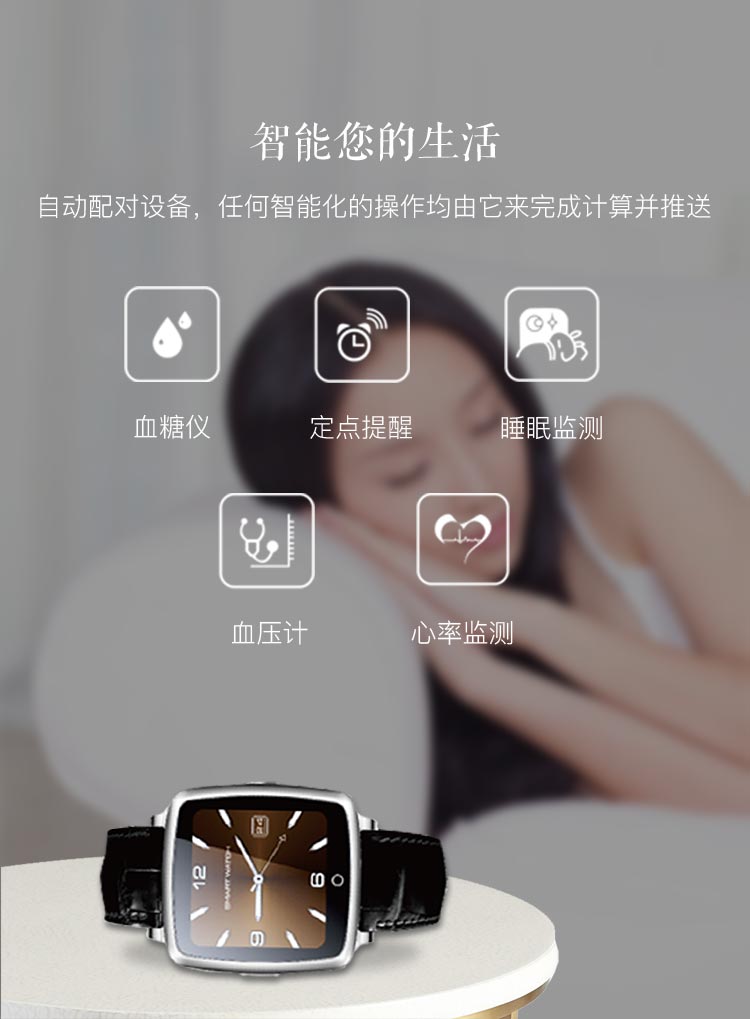 智能您的生活
自动配对设备，任何智能化的操作均由它来完成计算并推送
血糖仪
定点提醒
睡眠监测
血压计
心率监测
12
SMART WATCH
6
9